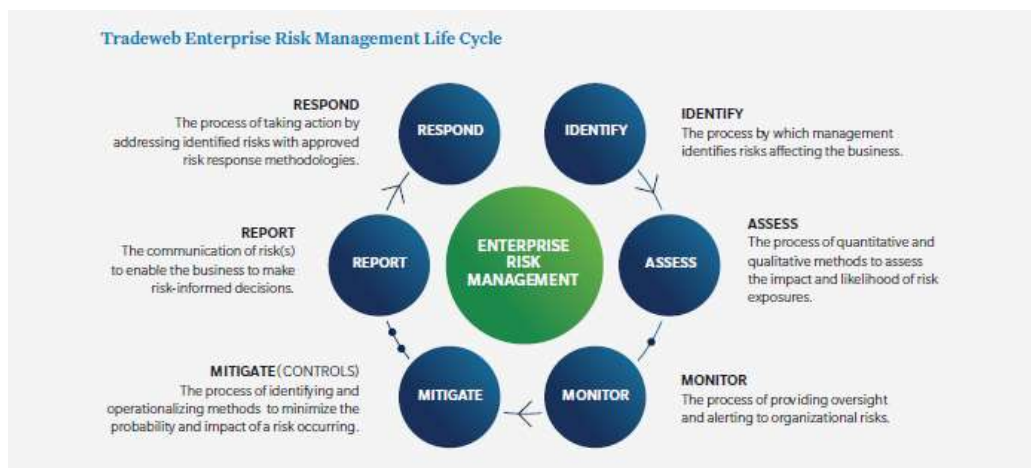 Tradeweb Enterprise Risk Management Life Cycle
RESPOND
The process of taking action by
addressing identified risks with approved
risk response methodologies.
RESPOND
IDENTIFY
IDENTIFY
The process by which management
identifies risks affecting the business.
REPORT
The communication of risk(s)
to enable the business to make
risk-informed decisions.
REPORT
ENTERPRISE
RISK
MANAGEMENT
ASSESS
ASSESS
The process of quantitative and
qualitative methods to assess
the impact and likelihood of risk
exposures.
MITIGATE (CONTROLS)
The process of identifying and
operationalizing methods to minimize the
probability and impact of a risk occurring.
MITIGATE
MONITOR
MONITOR
The process of providing oversight
and alerting to organizational risks.